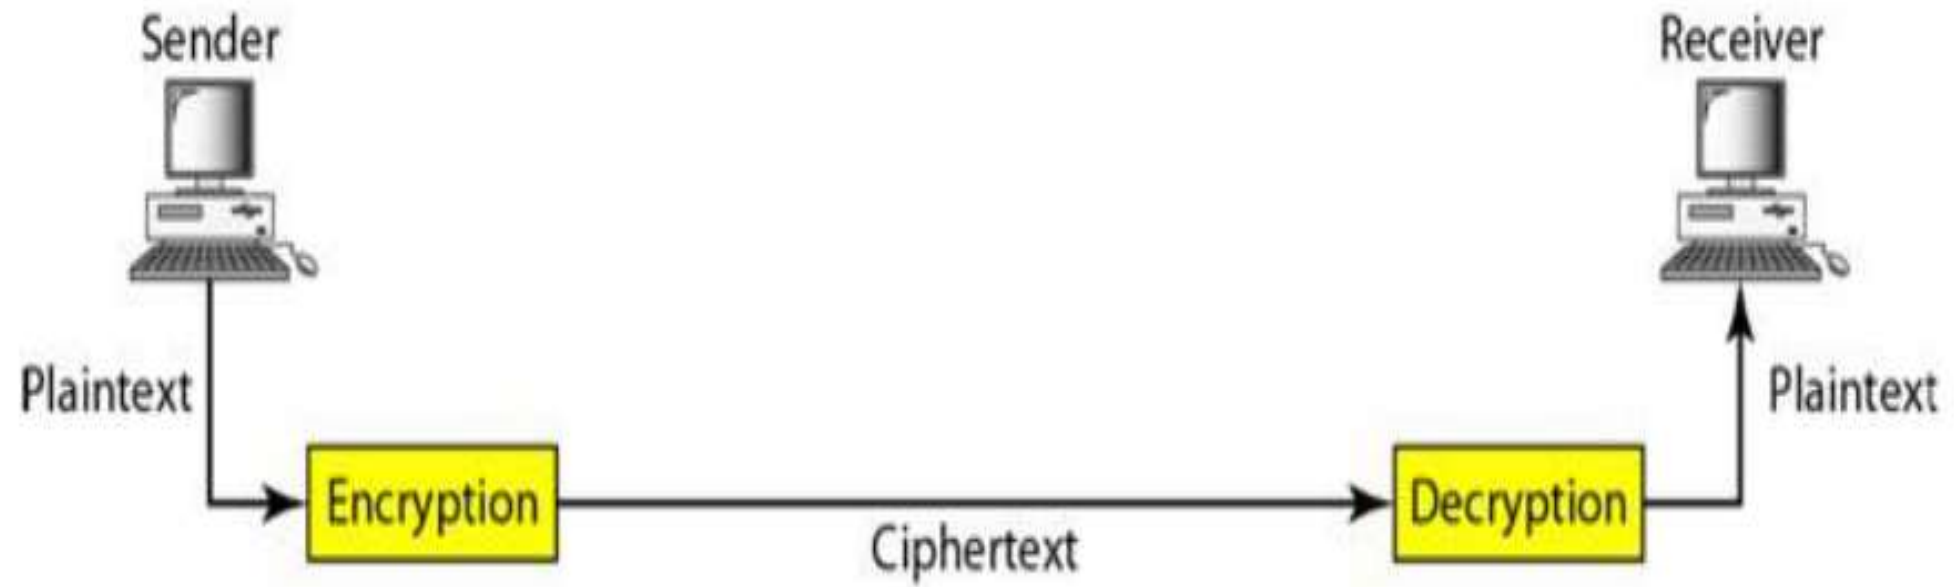 Sender
Receiver
Plaintext
Plaintext
Encryption
Decryption
Ciphertext